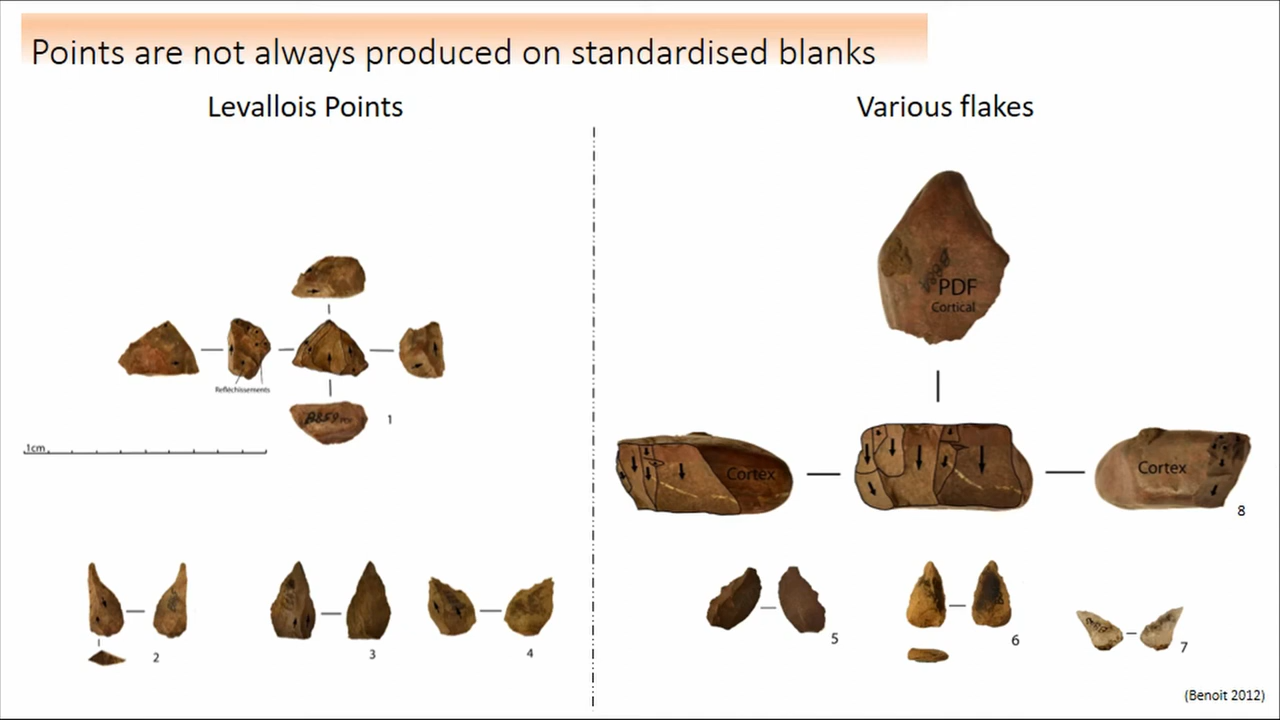 Points are not always produced on standardised blanks
Levallois Points
Various flakes
PDF
Cortical
Refléchissements
1
1cm
Cortex
Cortex
8
2
3
4
5
6
7
(Benoit 2012)